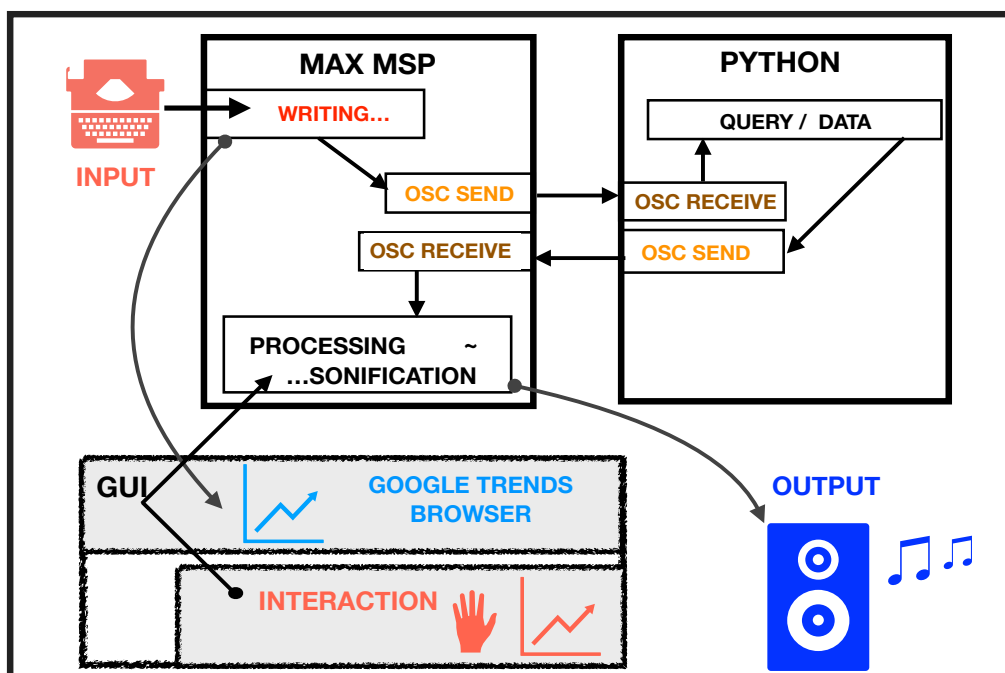 MAX MSP
PYTHON
WRITING...
INPUT
QUERY / DATA
OSC SEND
OSC RECEIVE
OSC RECEIVE
OSC SEND
PROCESSING ~
...SONIFICATION
GUI
GOOGLE TRENDS
BROWSER
OUTPUT
INTERACTION